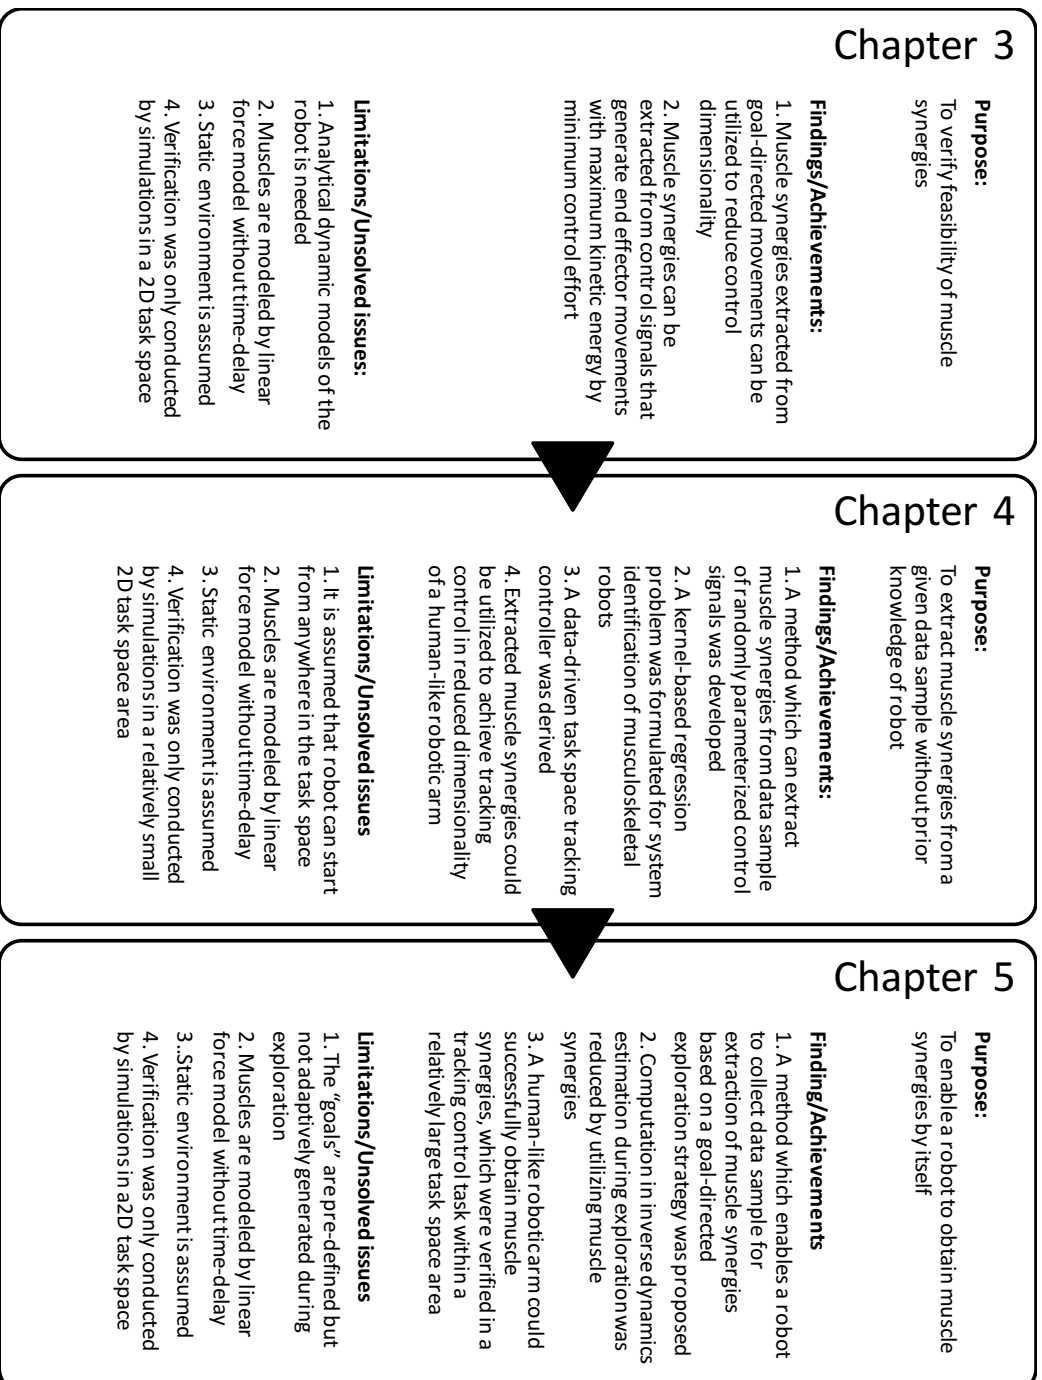 Chapter 3
Purpose:
To verify feasibility of muscle
synergies
Findings/Achievements:
1. Muscle synergies extracted from
goal-directed movements can be
utilized to reduce control
dimensionality
2. Muscle synergies can be
extracted from control signals that
generate end effector movements
with maximum kinetic energy by
minimum control effort
Limitations/Unsolved issues:
1. Analytical dynamic models of the
robot is needed
2. Muscles are modeled by linear
force model without time-delay
3. Static environment is assumed
4. Verification was only conducted
by simulations in a 2D task space
Chapter 4
Purpose:
To extract muscle synergies from a
given data sample without prior
knowledge of robot
Findings/Achievements:
1. A method which can extract
muscle synergies from data sample
of randomly parameterized control
signals was developed
2. A kernel-based regression
problem was formulated for system
identification of musculoskeletal
robots
3. A data-driven task space tracking
controller was derived
4. Extracted muscle synergies could
be utilized to achieve tracking
control in reduced dimensionality
of a human-like robotic arm
Limitations/Unsolved issues
1. It is assumed that robot can start
from anywhere in the task space
2. Muscles are modeled by linear
force model without time-delay
3. Static environment is assumed
4. Verification was only conducted
by simulations in a relatively small
2D task space area
Chapter 5
Purpose:
To enable a robot to obtain muscle
synergies by itself
Finding/Achievements
1. A method which enables a robot
to collect data sample for
extraction of muscle synergies
based on a goal-directed
exploration strategy was proposed
2. Computation in inverse dynamics
estimation during exploration was
reduced by utilizing muscle
synergies
3. A human-like robotic arm could
successfully obtain muscle
synergies, which were verified in a
tracking control task within a
relatively large task space area
Limitations/Unsolved issues
1. The “goals” are pre-defined but
not adaptively generated during
exploration
2. Muscles are modeled by linear
force model without time-delay
3..Static environment is assumed
4. Verification was only conducted
by simulations in a 2D task space